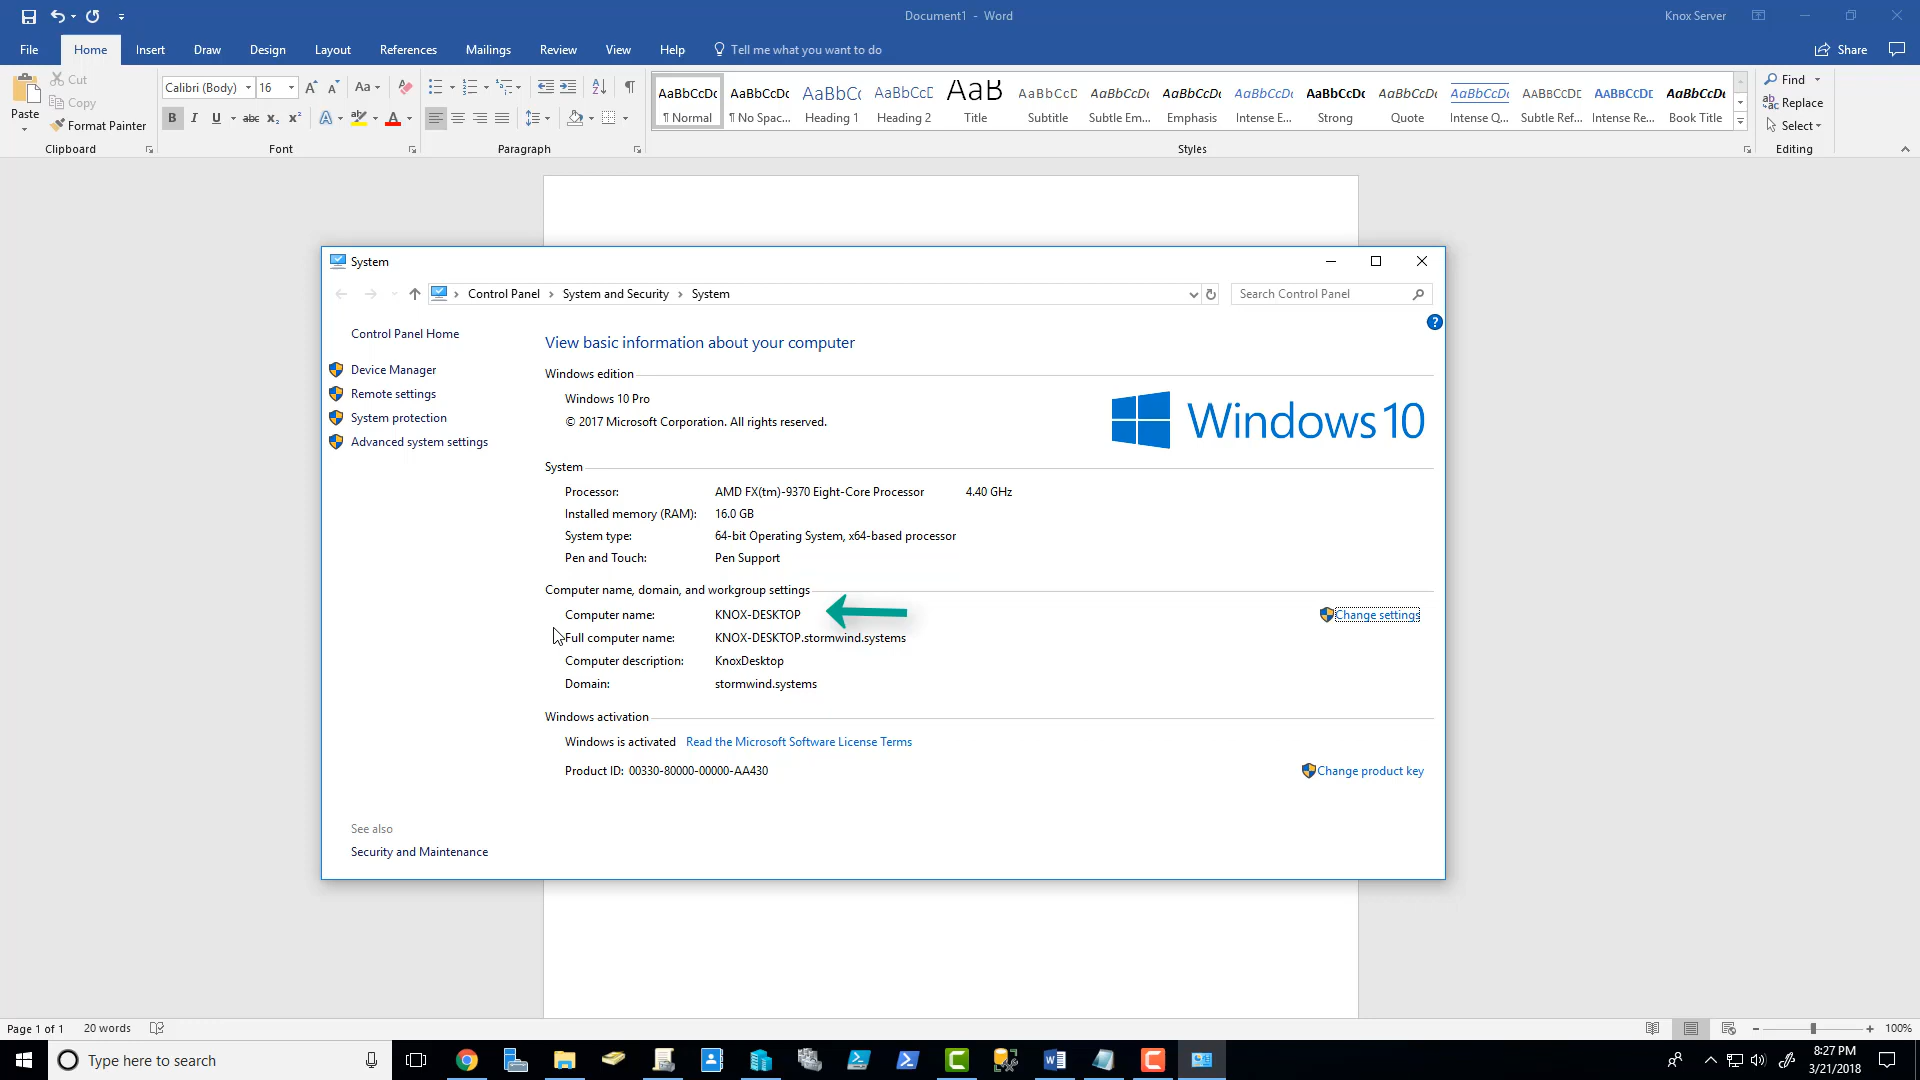 Document1 - Word
Knox Server
File Home Insert Draw Design Layout References Mailings Review View Help Tell me what you want to do Share
Paste
Cut
Copy
Format Painter
Calibri (Body) 16 Aa
B I U abc x₂ x² A A
AaBbCcDc AaBbCcDc AaBbCc AaBbCcD AaB AaBbCcD AaBbCcDc AaBbCcDc AaBbCcDc AaBbCcDc AaBbCcDc AaBbCcDc AABBCCDE AABBCCDE AaBbCcDc
¶ Normal ¶ No Spac... Heading 1 Heading 2 Title Subtitle Subtle Em... Emphasis Intense E... Strong Quote Intense Q... Subtle Ref... Intense Re... Book Title
Find
Replace
Select
Clipboard Font Paragraph Styles Editing
System
Control Panel > System and Security > System
Search Control Panel
Control Panel Home
Device Manager
Remote settings
System protection
Advanced system settings
View basic information about your computer
Windows edition
Windows 10 Pro
© 2017 Microsoft Corporation. All rights reserved.
Windows 10
System
Processor: AMD FX(tm)-9370 Eight-Core Processor 4.40 GHz
Installed memory (RAM): 16.0 GB
System type: 64-bit Operating System, x64-based processor
Pen and Touch: Pen Support
Computer name, domain, and workgroup settings
Computer name: KNOX-DESKTOP Change settings
Full computer name: KNOX-DESKTOP.stormwind.systems
Computer description: KnoxDesktop
Domain: stormwind.systems
Windows activation
Windows is activated Read the Microsoft Software License Terms
Product ID: 00330-80000-00000-AA430 Change product key
See also
Security and Maintenance
Page 1 of 1 20 words 100%
Type here to search
8:27 PM
3/21/2018